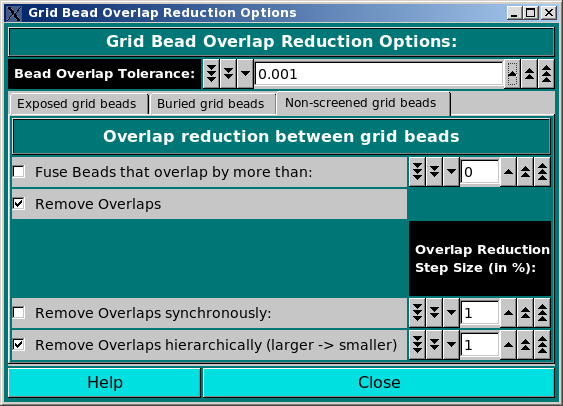 Grid Bead Overlap Reduction Options
Grid Bead Overlap Reduction Options:
Bead Overlap Tolerance: 0.001
Exposed grid beads Buried grid beads Non-screened grid beads
Overlap reduction between grid beads
Fuse Beads that overlap by more than: 0
Remove Overlaps
Overlap Reduction
Step Size (in %):
Remove Overlaps synchronously: 1
Remove Overlaps hierarchically (larger -> smaller) 1
Help Close